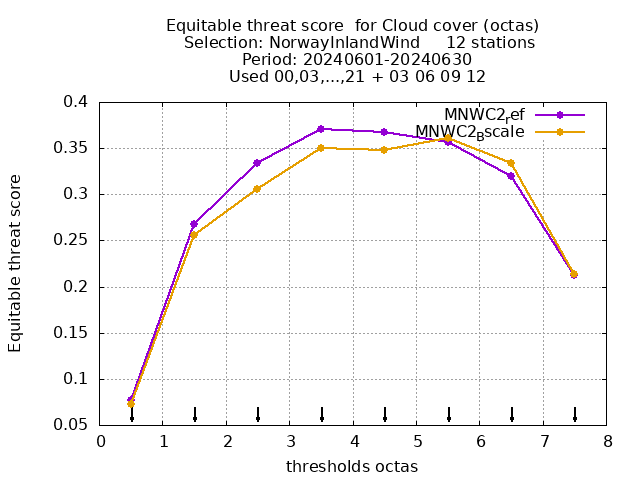 Equitable threat score  for Cloud cover (octas)
Selection: NorwayInlandWind     12 stations
Period: 20240601-20240630
Used 00,03,...,21 + 03 06 09 12
MNWC2_ref
MNWC2_Bscale
Equitable threat score
0.4
0.35
0.3
0.25
0.2
0.15
0.1
0.05
0 1 2 3 4 5 6 7 8
thresholds octas